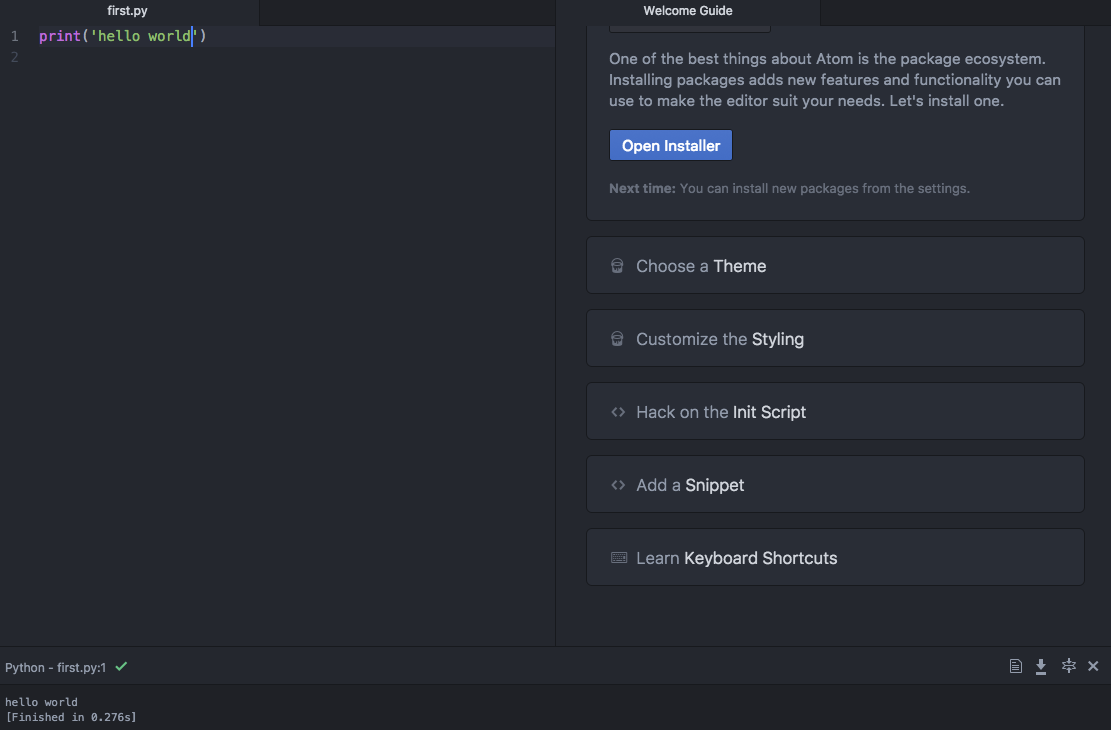 first.py
1 print('hello world')
2
Welcome Guide
One of the best things about Atom is the package ecosystem.
Installing packages adds new features and functionality you can
use to make the editor suit your needs. Let's install one.
Open Installer
Next time: You can install new packages from the settings.
Choose a Theme
Customize the Styling
Hack on the Init Script
Add a Snippet
Learn Keyboard Shortcuts
Python - first.py:1
hello world
[Finished in 0.276s]